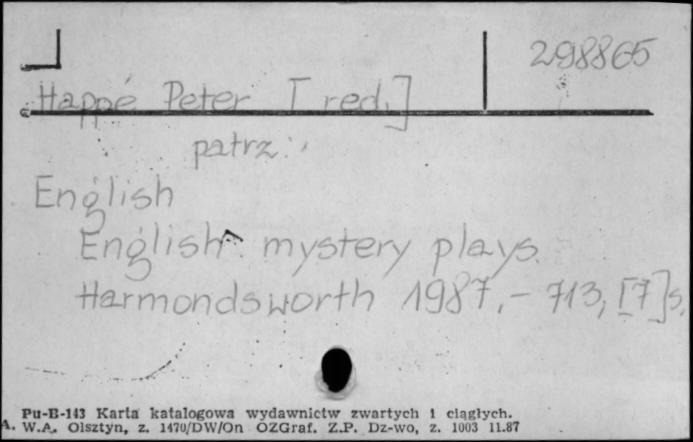 298865
Happé Peter [red.]
patrz:
English
English mystery plays.
Harmondsworth 1987. – 713, [7]s.
Pu-B-143 Karta katalogowa wydawnictw zwartych i ciągłych.
A. W.A. Olsztyn, z. 1470/DW/On OZGraf. Z.P. Dz-wo, z. 1003 11.87